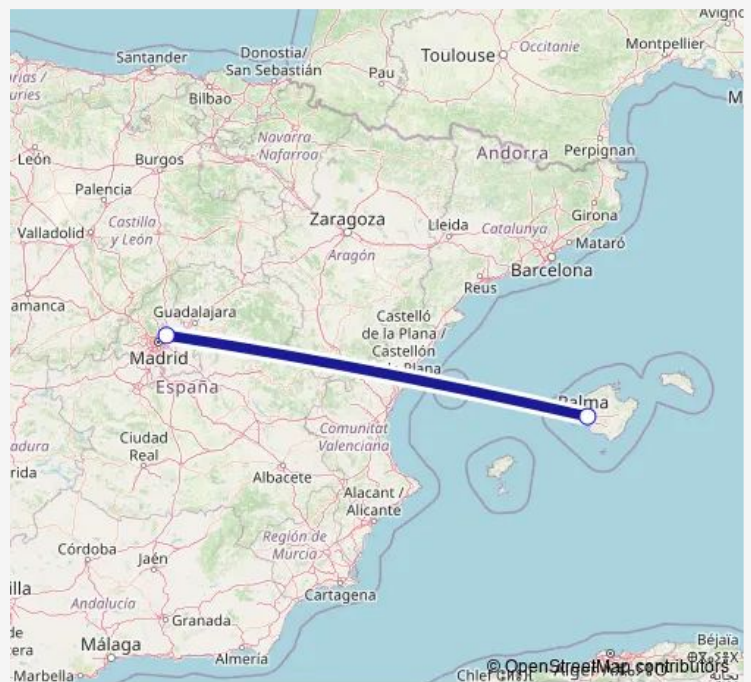 Avigno
Santander
Donostia/
San Sebastián
Toulouse
Occitanie
Montpellier
Pau
Bilbao
M
Navarra
Nafarroa
León
Burgos
Andorra
Perpignan
Palencia
Castilla
y León
Valladolid
Zaragoza
Lleida
Catalunya
Girona
Aragón
Mataró
Barcelona
Reus
amanca
Guadalajara
Castelló
de la Plana /
Castellón
Plana
Madrid
España
Palma
Comunitat
Valenciana
Ciudad
Real
adura
rida
Albacete
Alacant /
Alicante
Región de
Murcia
Córdoba
Jaén
illa
Cartagena
Andalucía
Granada
de
cera
Málaga
Almería
Marbella
Béjaïa
© OpenStreetMap contributors